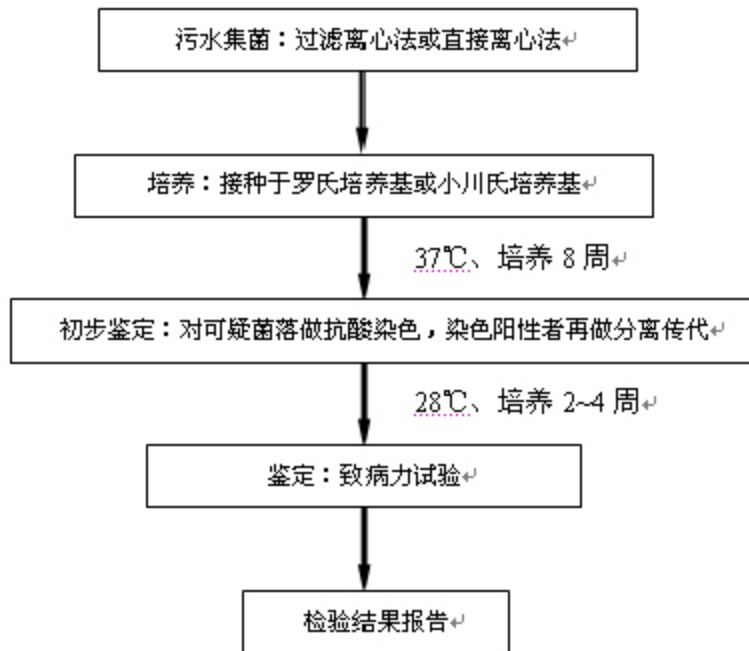 污水集菌：过滤离心法或直接离心法↵
培养：接种于罗氏培养基或小川氏培养基↵
37℃、培养 8 周↵
初步鉴定：对可疑菌落做抗酸染色，染色阳性者再做分离传代↵
28℃、培养 2~4 周↵
鉴定：致病力试验↵
检验结果报告↵